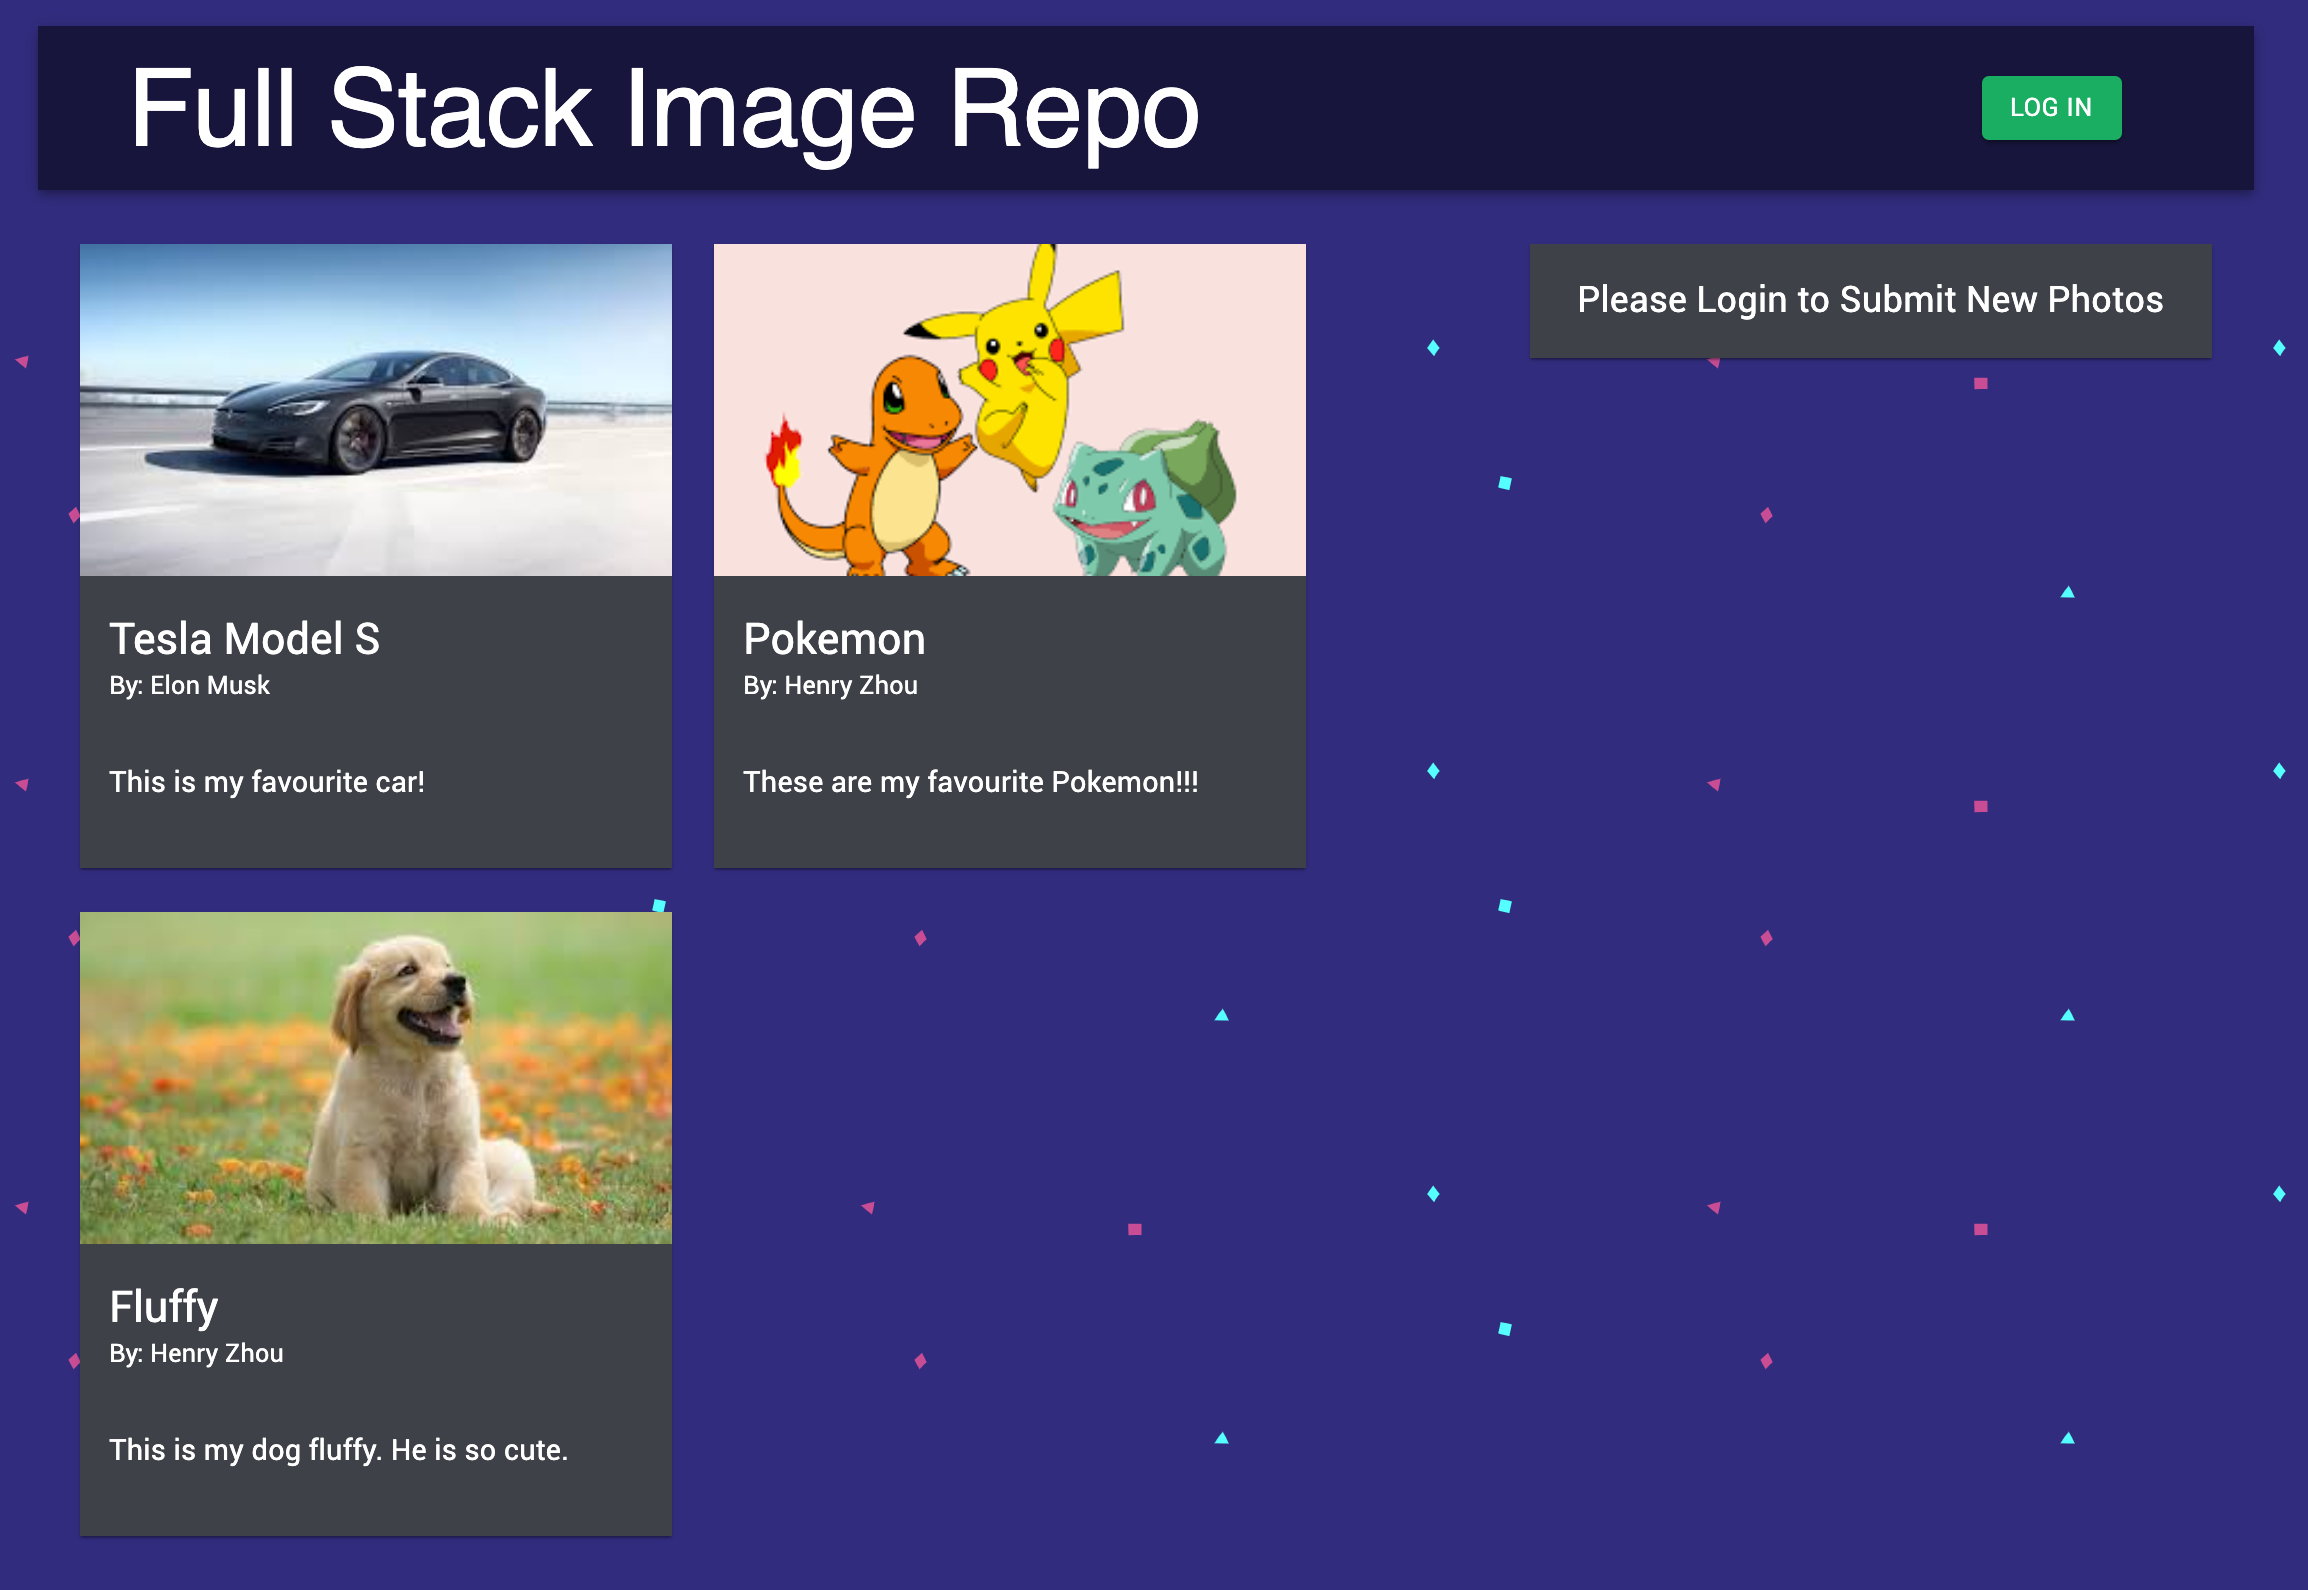 Full Stack Image Repo
LOG IN
Tesla Model S
By: Elon Musk
This is my favourite car!
Pokemon
By: Henry Zhou
These are my favourite Pokemon!!!
Please Login to Submit New Photos
Fluffy
By: Henry Zhou
This is my dog fluffy. He is so cute.